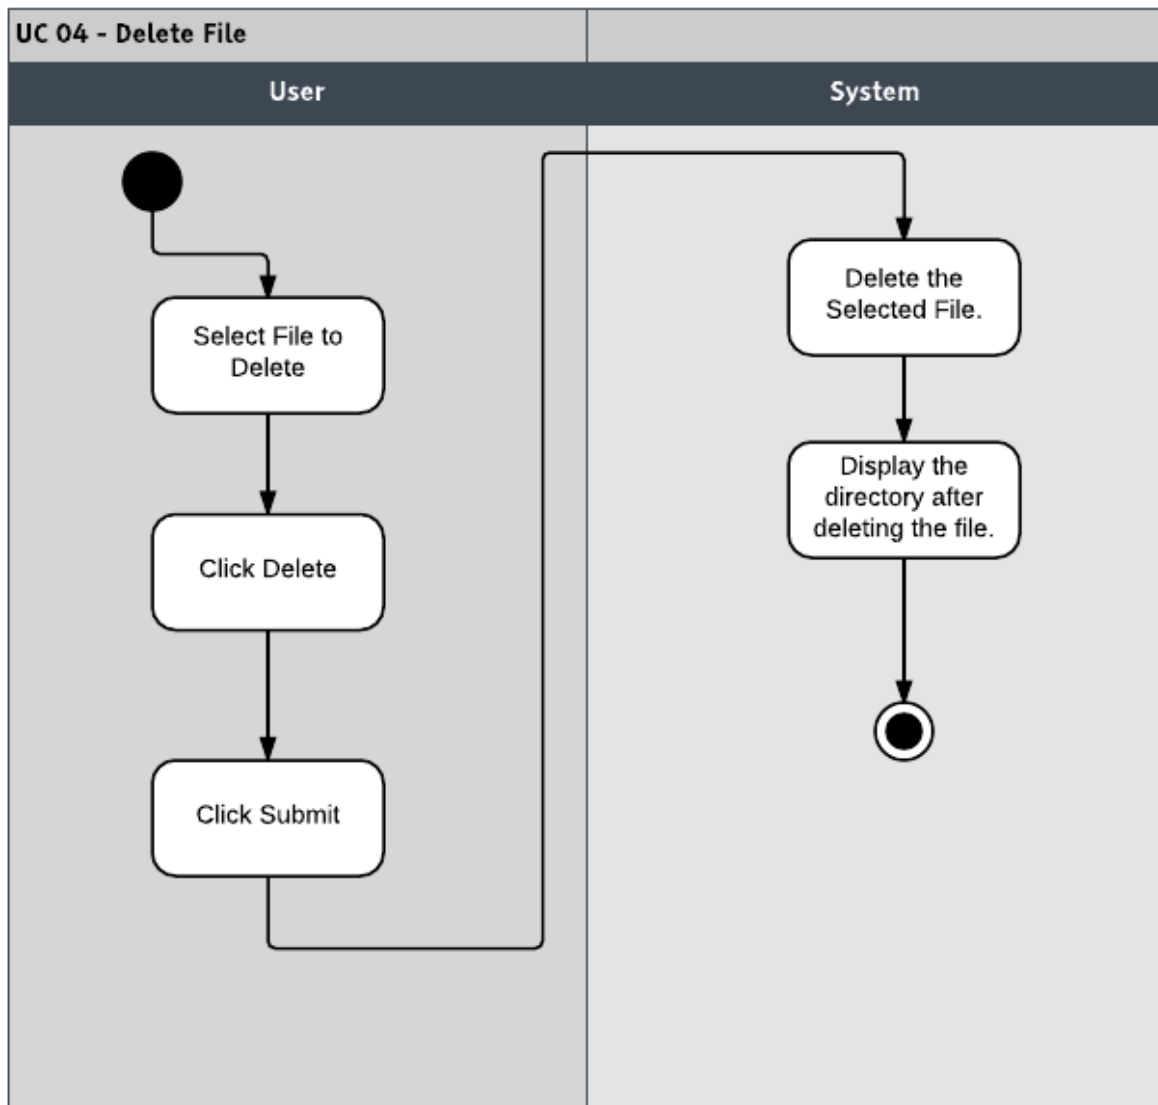 UC 04 - Delete File
User
System
Select File to
Delete
Click Delete
Click Submit
Delete the
Selected File.
Display the
directory after
deleting the file.